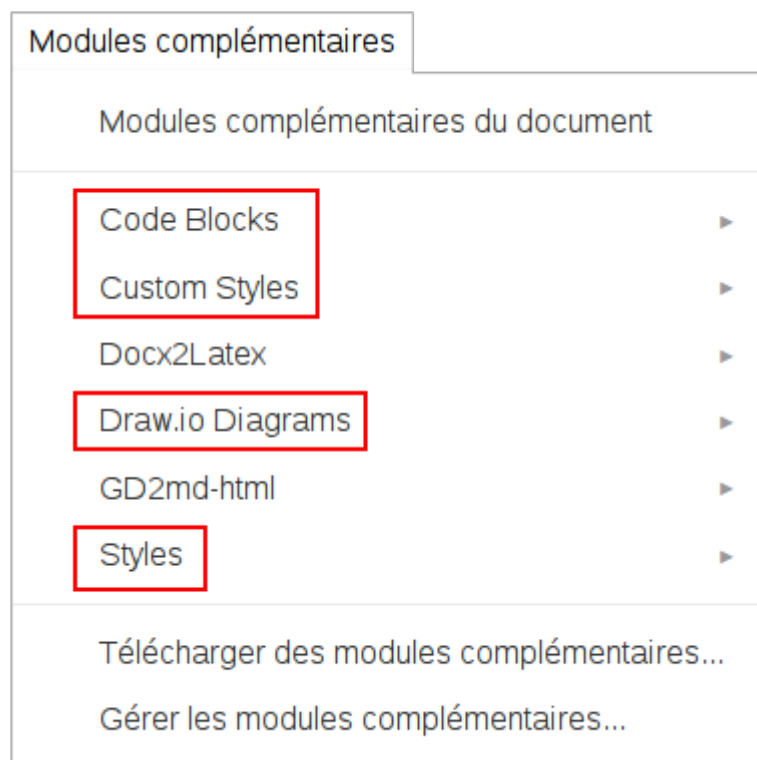 Modules complémentaires
Modules complémentaires du document
Code Blocks
Custom Styles
Docx2Latex
Draw.io Diagrams
GD2md-html
Styles
Télécharger des modules complémentaires...
Gérer les modules complémentaires...